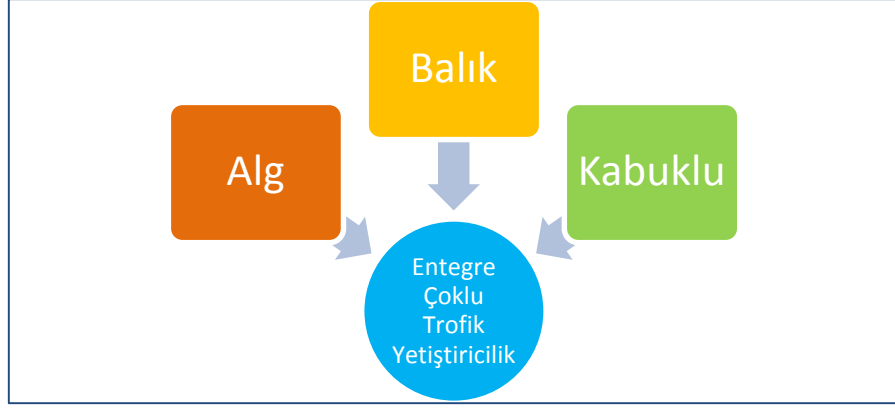 Balık
Alg
Kabuklu
Entegre
Çoklu
Trofik
Yetiştiricilik